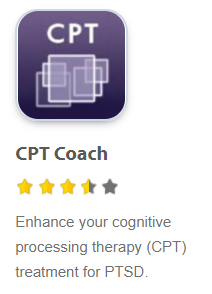 CPT
CPT Coach
Enhance your cognitive
processing therapy (CPT)
treatment for PTSD.